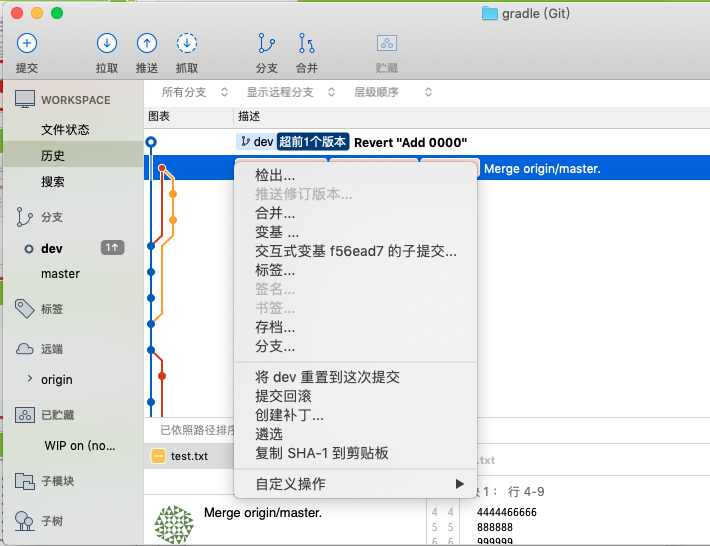 gradle (Git)
提交
拉取
推送
抓取
分支
合并
贮藏
所有分支
显示远程分支
层级顺序
图表
描述
WORKSPACE
文件状态
历史
搜索
分支
dev
1↑
master
标签
远端
origin
已贮藏
WIP on (no...
子模块
子树
dev 超前1个版本 Revert "Add 0000"
Merge origin/master.
检出...
推送修订版本...
合并...
变基 ...
交互式变基 f56ead7 的子提交...
标签...
签名...
书签...
存档...
分支...
将 dev 重置到这次提交
提交回滚
创建补丁...
遴选
复制 SHA-1 到剪贴板
自定义操作
已依照路径排序
test.txt
.txt
1： 行 4-9
Merge origin/master.
4 4 4444466666
5 5 888888
6 6 999999